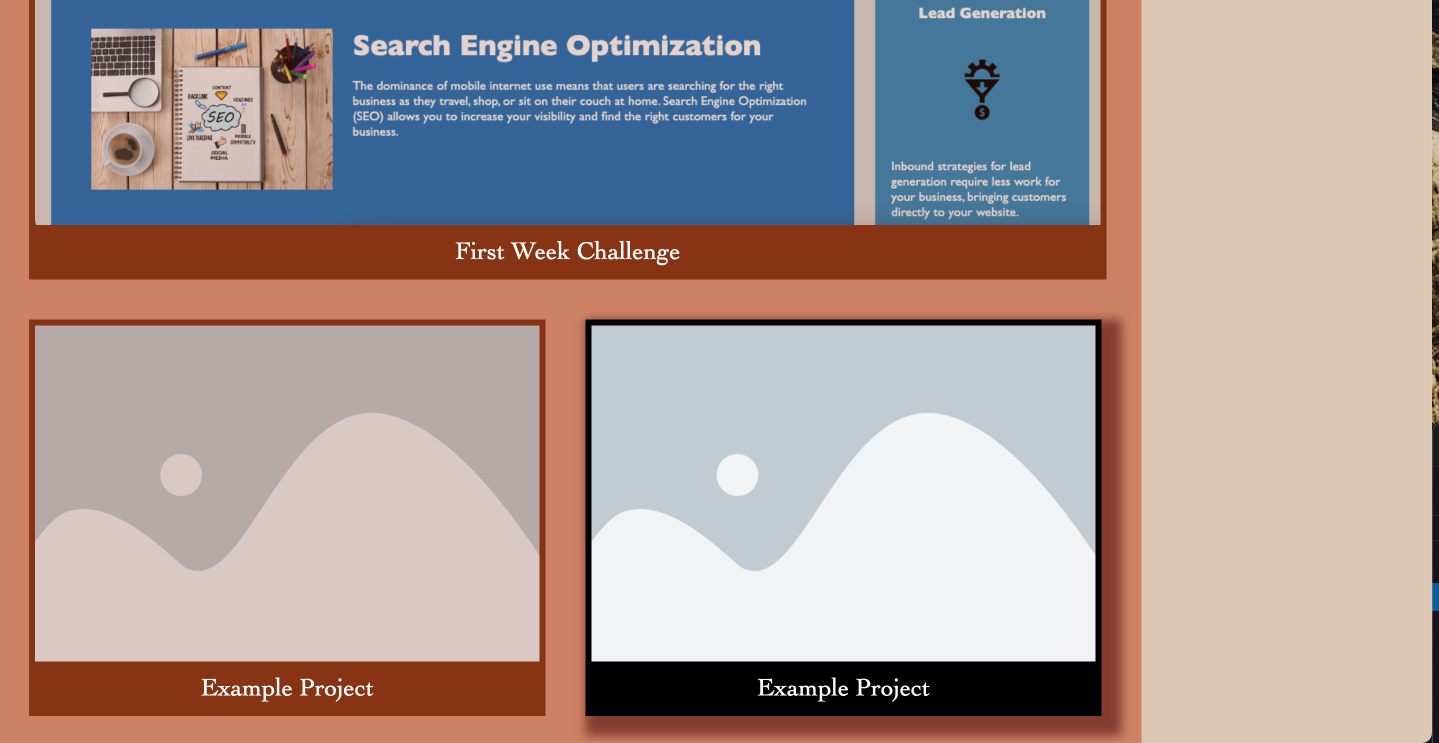 Lead Generation
Search Engine Optimization
The dominance of mobile internet use means that users are searching for the right
business as they travel, shop, or sit on their couch at home. Search Engine Optimization
(SEO) allows you to increase your visibility and find the right customers for your
business.
CONTENT
BACKLINK
KEYWORDS
SEO
LINK BUILDING
MOBILE
COMPATIBILITY
SOCIAL
MEDIA
$
Inbound strategies for lead
generation require less work for
your business, bringing customers
directly to your website.
First Week Challenge
Example Project
Example Project